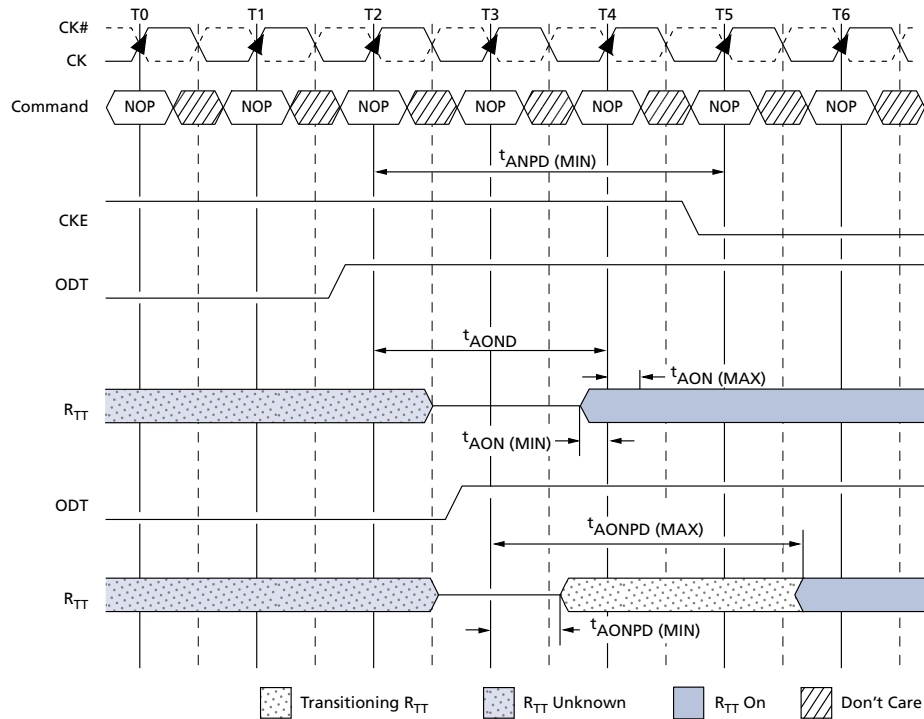 T0 T1 T2 T3 T4 T5 T6
CK#
CK
Command NOP NOP NOP NOP NOP NOP NOP
tANPD (MIN)
CKE
ODT
tAOND
tAON (MAX)
RTT
tAON (MIN)
ODT
tAONPD (MAX)
RTT
tAONPD (MIN)
Transitioning RTT RTT Unknown RTT On Don't Care